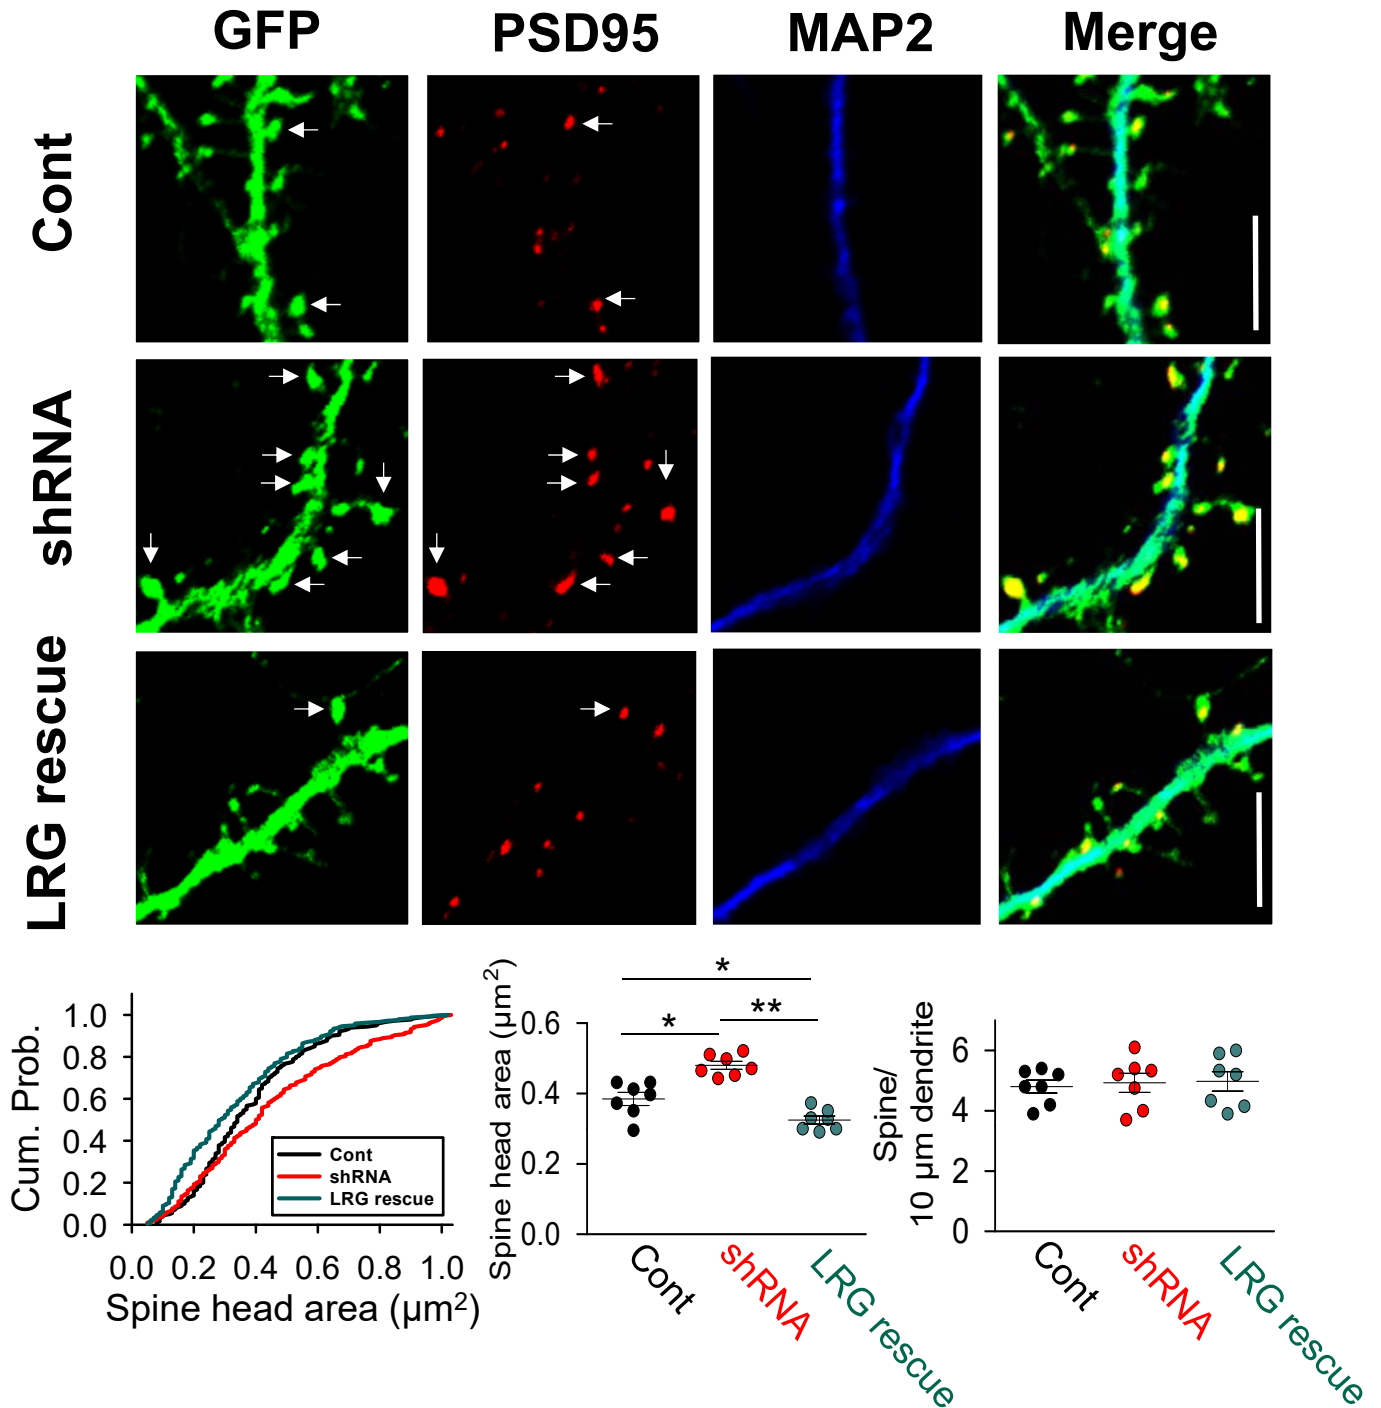 GFP PSD95 MAP2 Merge
Cont
shRNA
LRG rescue
Cum. Prob.
1.0
0.8
0.6
0.4
0.2
0.0
0.0 0.2 0.4 0.6 0.8 1.0
Spine head area (μm²)
Cont
shRNA
LRG rescue
Spine head area (μm²)
0.6
0.4
0.2
0.0
*
*
**
Cont
shRNA
LRG rescue
Spine/
10 μm dendrite
6
4
2
0
Cont
shRNA
LRG rescue